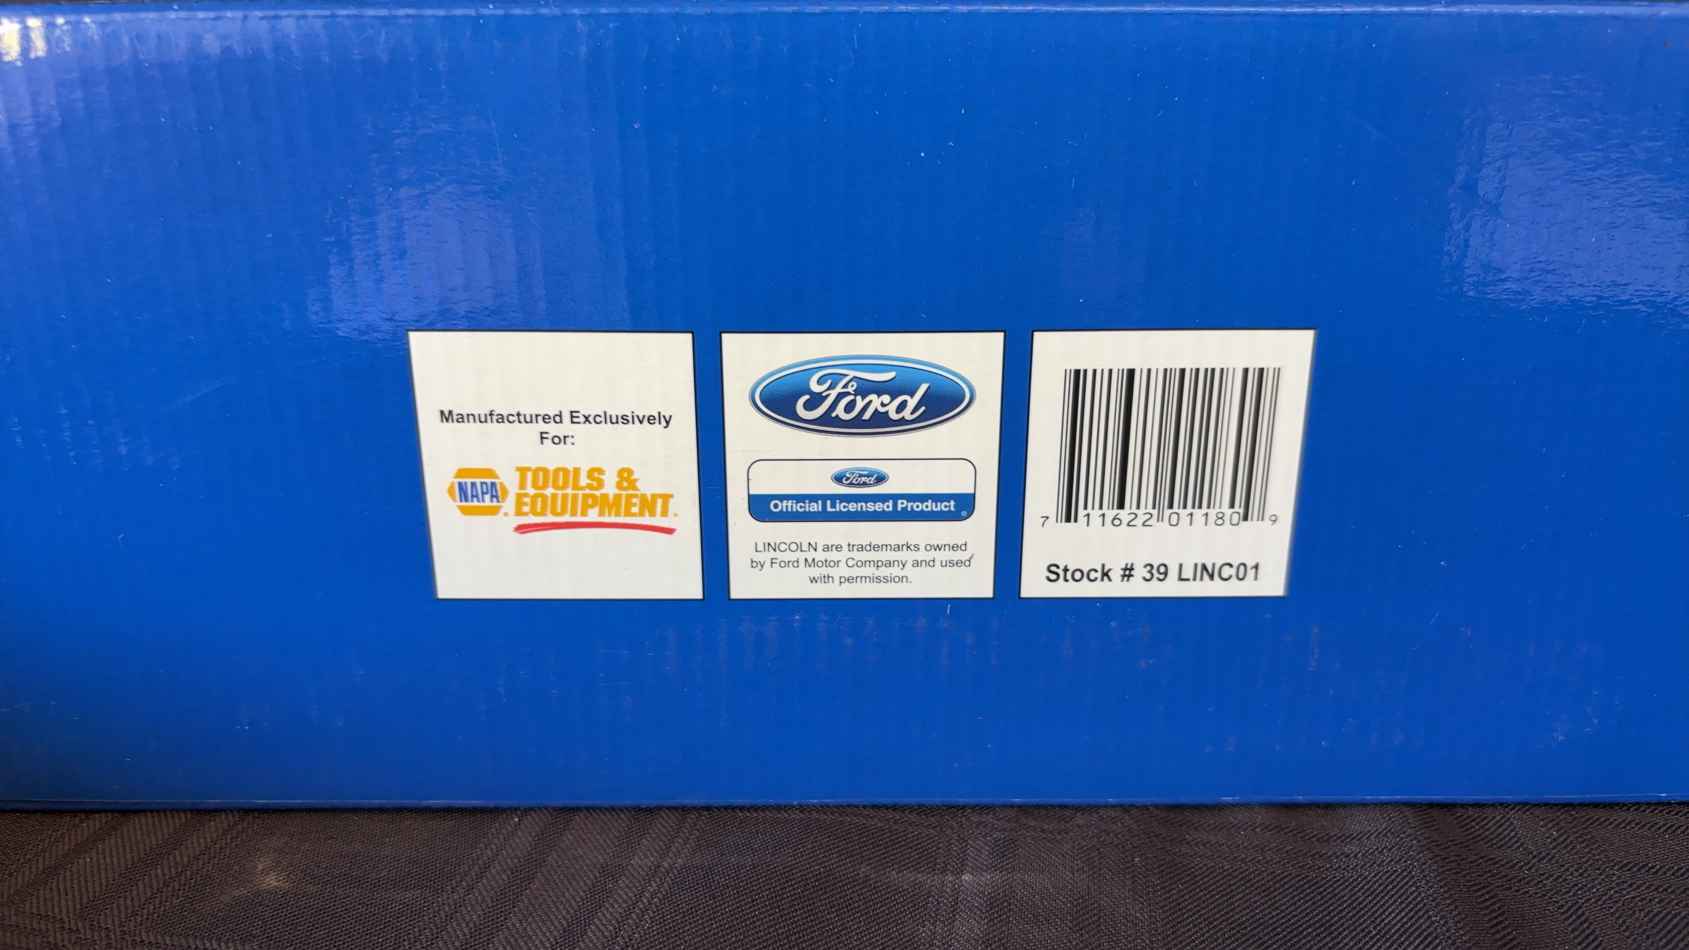 Manufactured Exclusively
For:
NAPA
TOOLS &
EQUIPMENT.
Ford
Ford
Official Licensed Product
LINCOLN are trademarks owned
by Ford Motor Company and used
with permission.
7 11622 01180 9
Stock # 39 LINC01